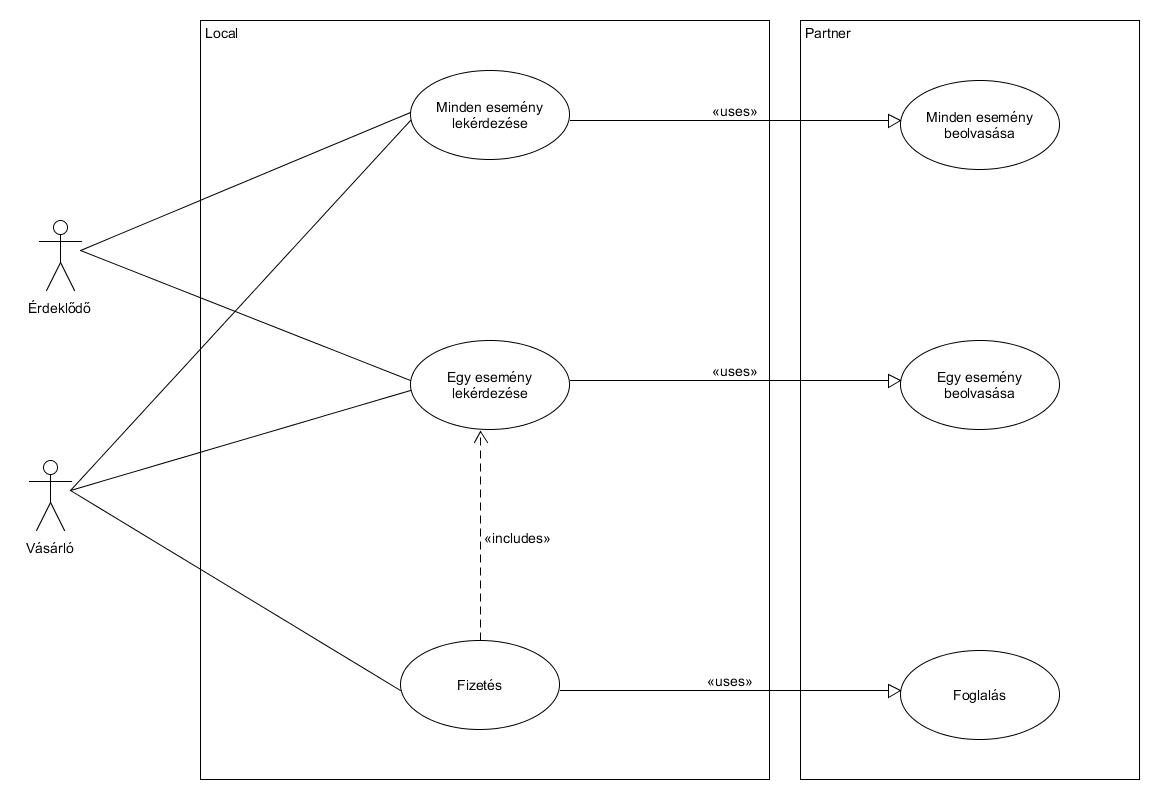 Local
Partner
Minden esemény
lekérdezése
«uses»
Minden esemény
beolvasása
Érdeklődő
Egy esemény
lekérdezése
«uses»
Egy esemény
beolvasása
Vásárló
«includes»
Fizetés
«uses»
Foglalás